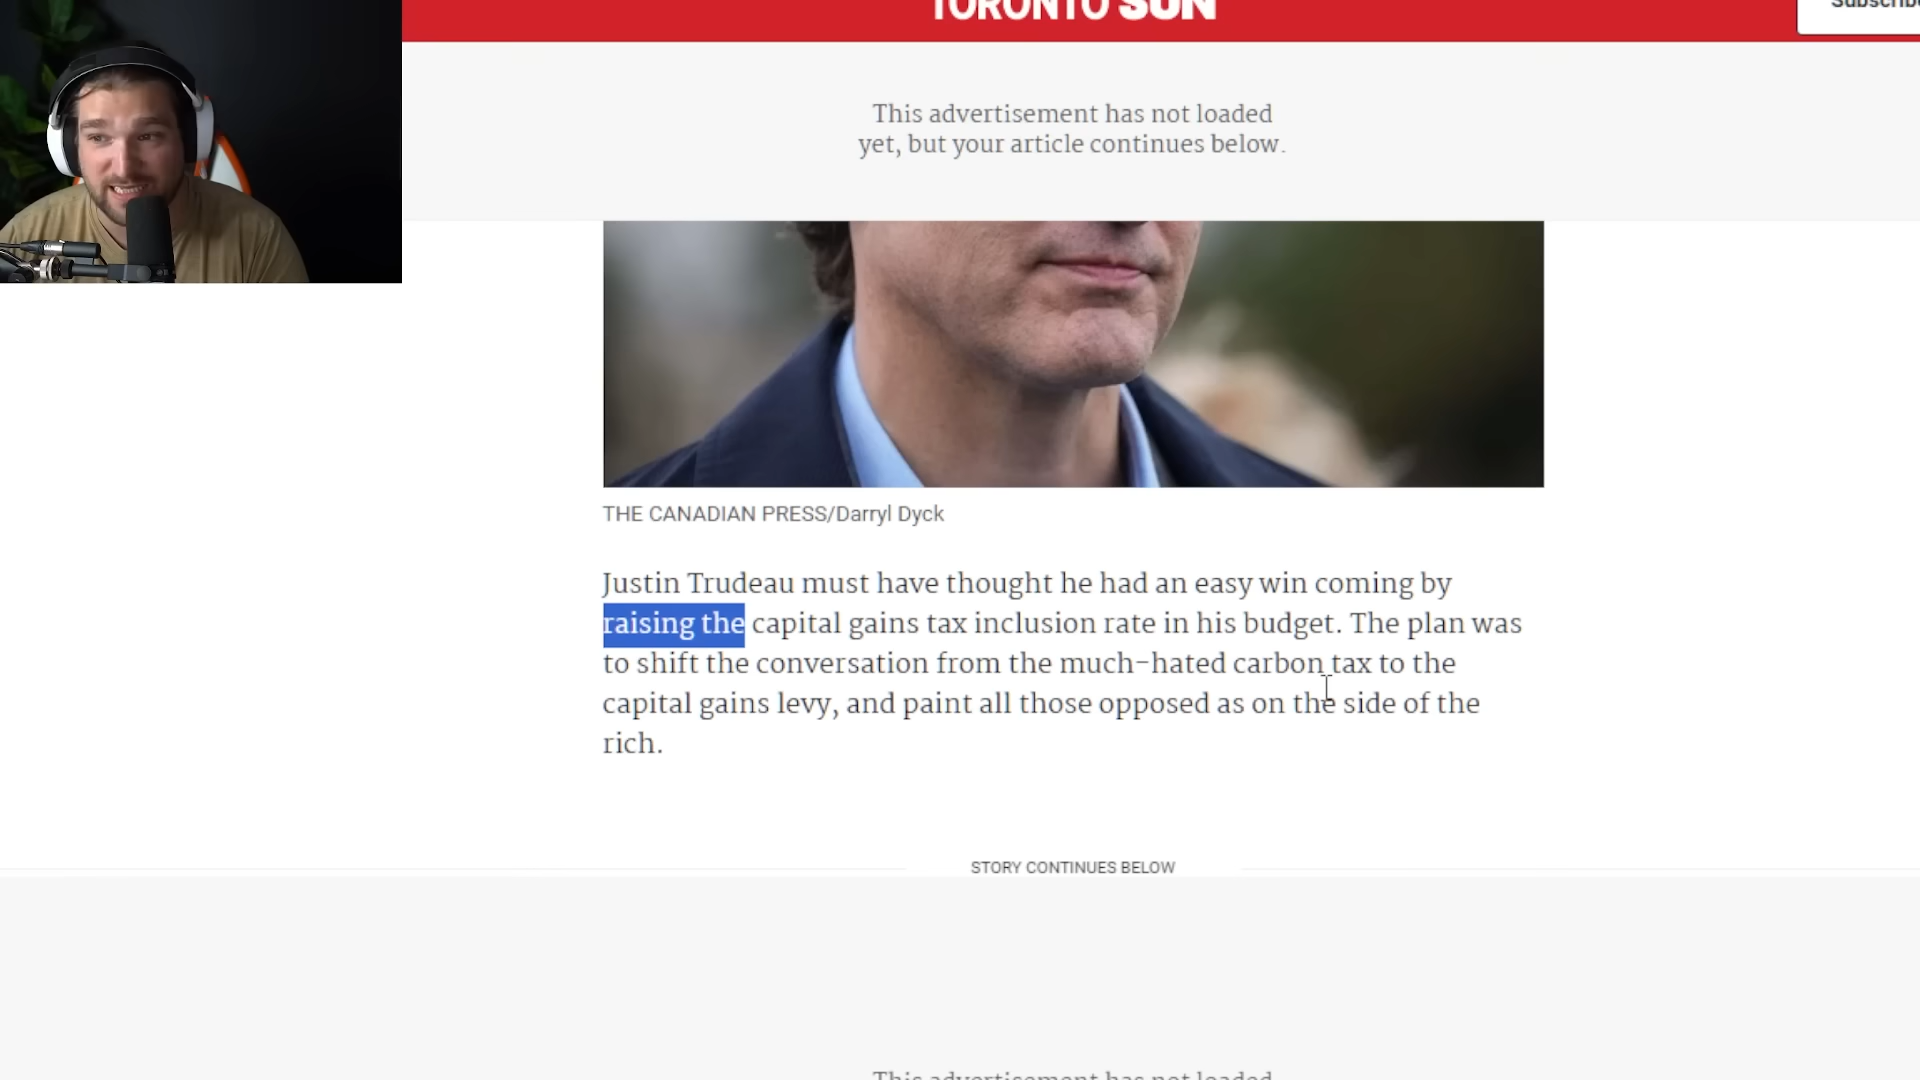 TORONTO SUN
Subscribe
This advertisement has not loaded
yet, but your article continues below.
THE CANADIAN PRESS/Darryl Dyck
Justin Trudeau must have thought he had an easy win coming by
raising the capital gains tax inclusion rate in his budget. The plan was
to shift the conversation from the much-hated carbon tax to the
capital gains levy, and paint all those opposed as on the side of the
rich.
STORY CONTINUES BELOW
This advertisement has not loaded